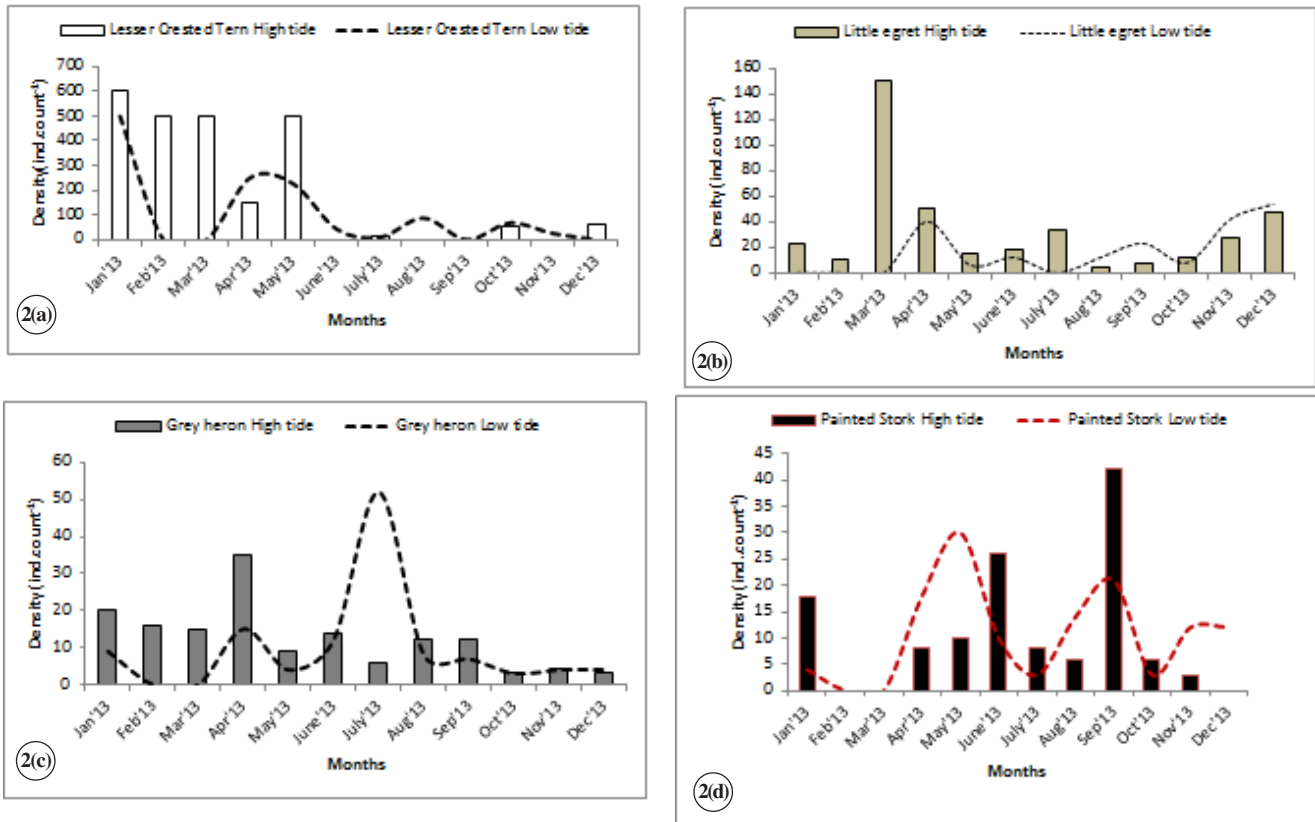 Lesser Crested Tern High tide Lesser Crested Tern Low tide
Density(ind.count⁻¹)
700
600
500
400
300
200
100
0
Jan'13 Feb'13 Mar'13 Apr'13 May'13 June'13 July'13 Aug'13 Sep'13 Oct'13 Nov'13 Dec'13
Months
2(a)
Little egret High tide Little egret Low tide
Density (ind.count⁻¹)
160
140
120
100
80
60
40
20
0
Jan'13 Feb'13 Mar'13 Apr'13 May'13 June'13 July'13 Aug'13 Sep'13 Oct'13 Nov'13 Dec'13
Months
2(b)
Grey heron High tide Grey heron Low tide
Density (ind.count⁻¹)
60
50
40
30
20
10
0
Jan'13 Feb'13 Mar'13 Apr'13 May'13 June'13 July'13 Aug'13 Sep'13 Oct'13 Nov'13 Dec'13
Months
2(c)
Painted Stork High tide Painted Stork Low tide
Density (ind..count⁻¹)
45
40
35
30
25
20
15
10
5
0
Jan'13 Feb'13 Mar'13 Apr'13 May'13 June'13 July'13 Aug'13 Sep'13 Oct'13 Nov'13 Dec'13
Months
2(d)